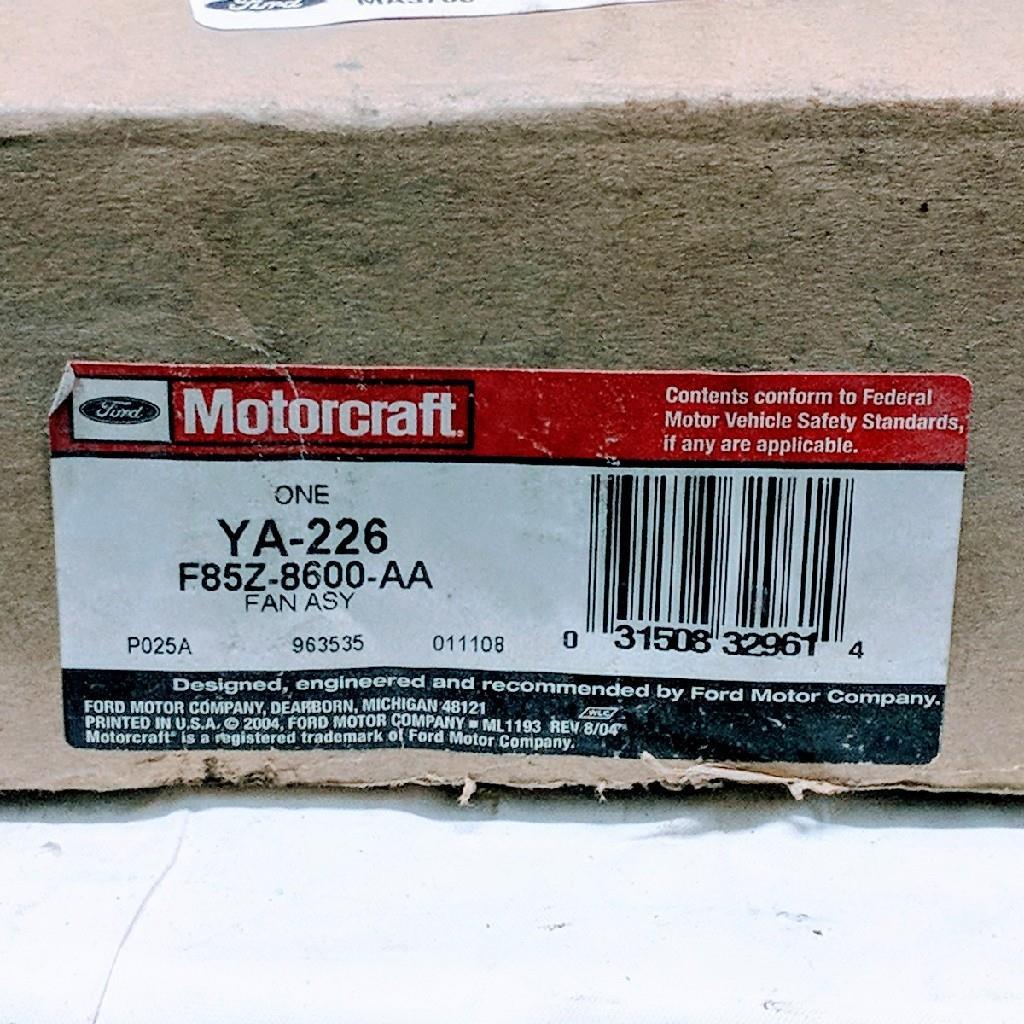 Ford
Ford Motorcraft
Contents conform to Federal
Motor Vehicle Safety Standards,
if any are applicable.
ONE
YA-226
F85Z-8600-AA
FAN ASY
P025A 963535 011108
0 31508 32961 4
Designed, engineered and recommended by Ford Motor Company.
FORD MOTOR COMPANY, DEARBORN, MICHIGAN 48121
PRINTED IN U.S.A. © 2004, FORD MOTOR COMPANY ■ ML1193 REV 8/04
Motorcraft® is a registered trademark of Ford Motor Company.